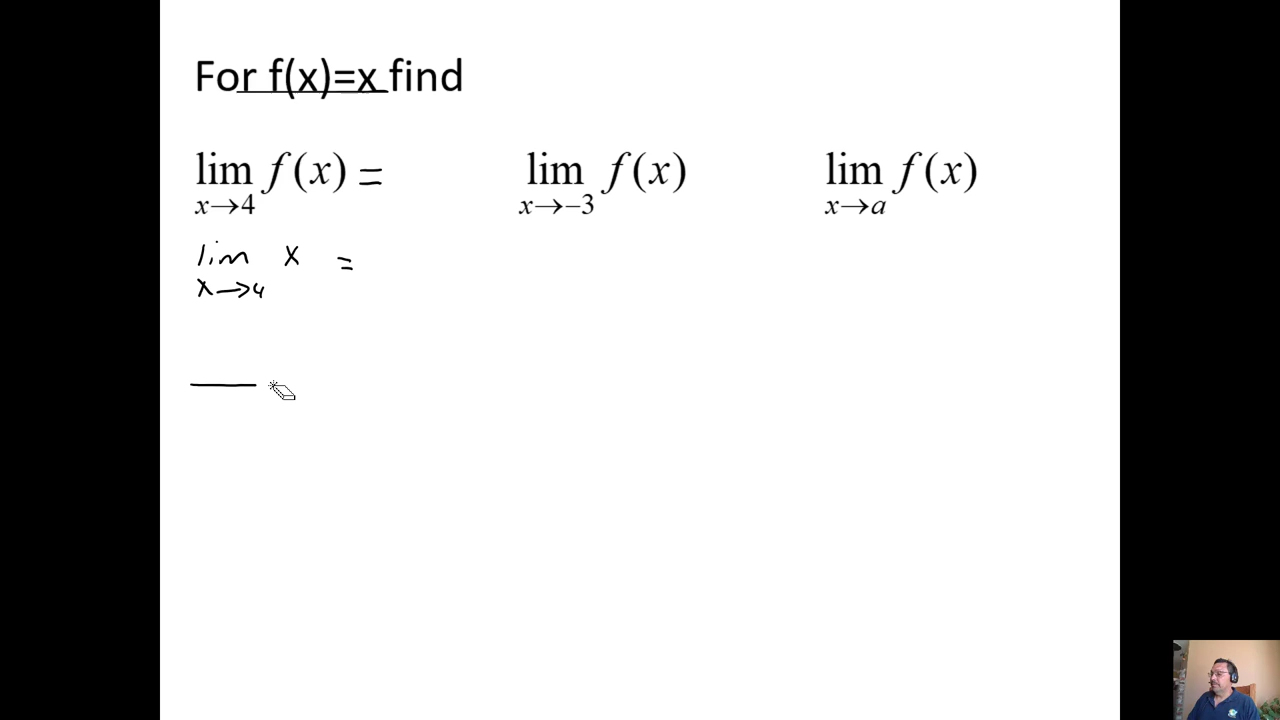 For f(x)=x find
lim f(x) = lim f(x) lim f(x)
x→4 x→−3 x→a
lim x =
x→4